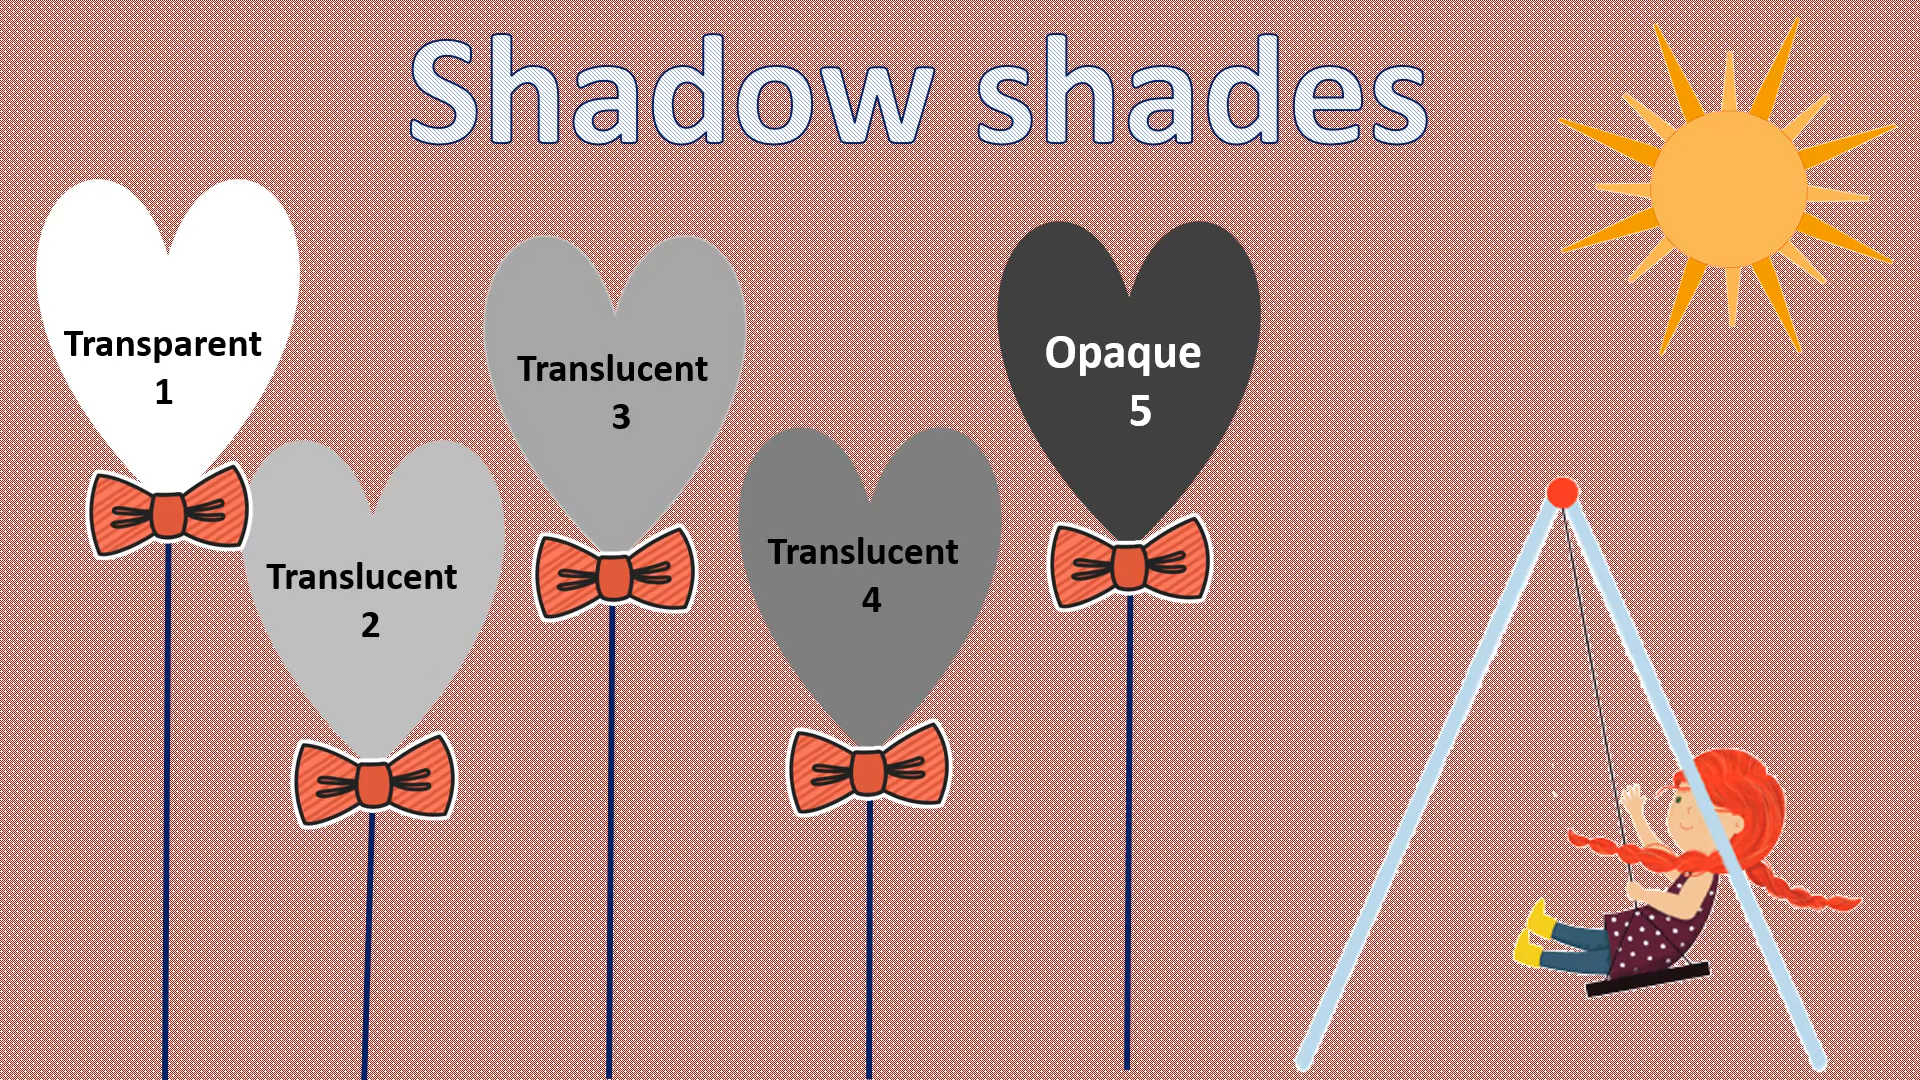 Shadow shades
Transparent
1
Translucent
2
Translucent
3
Translucent
4
Opaque
5